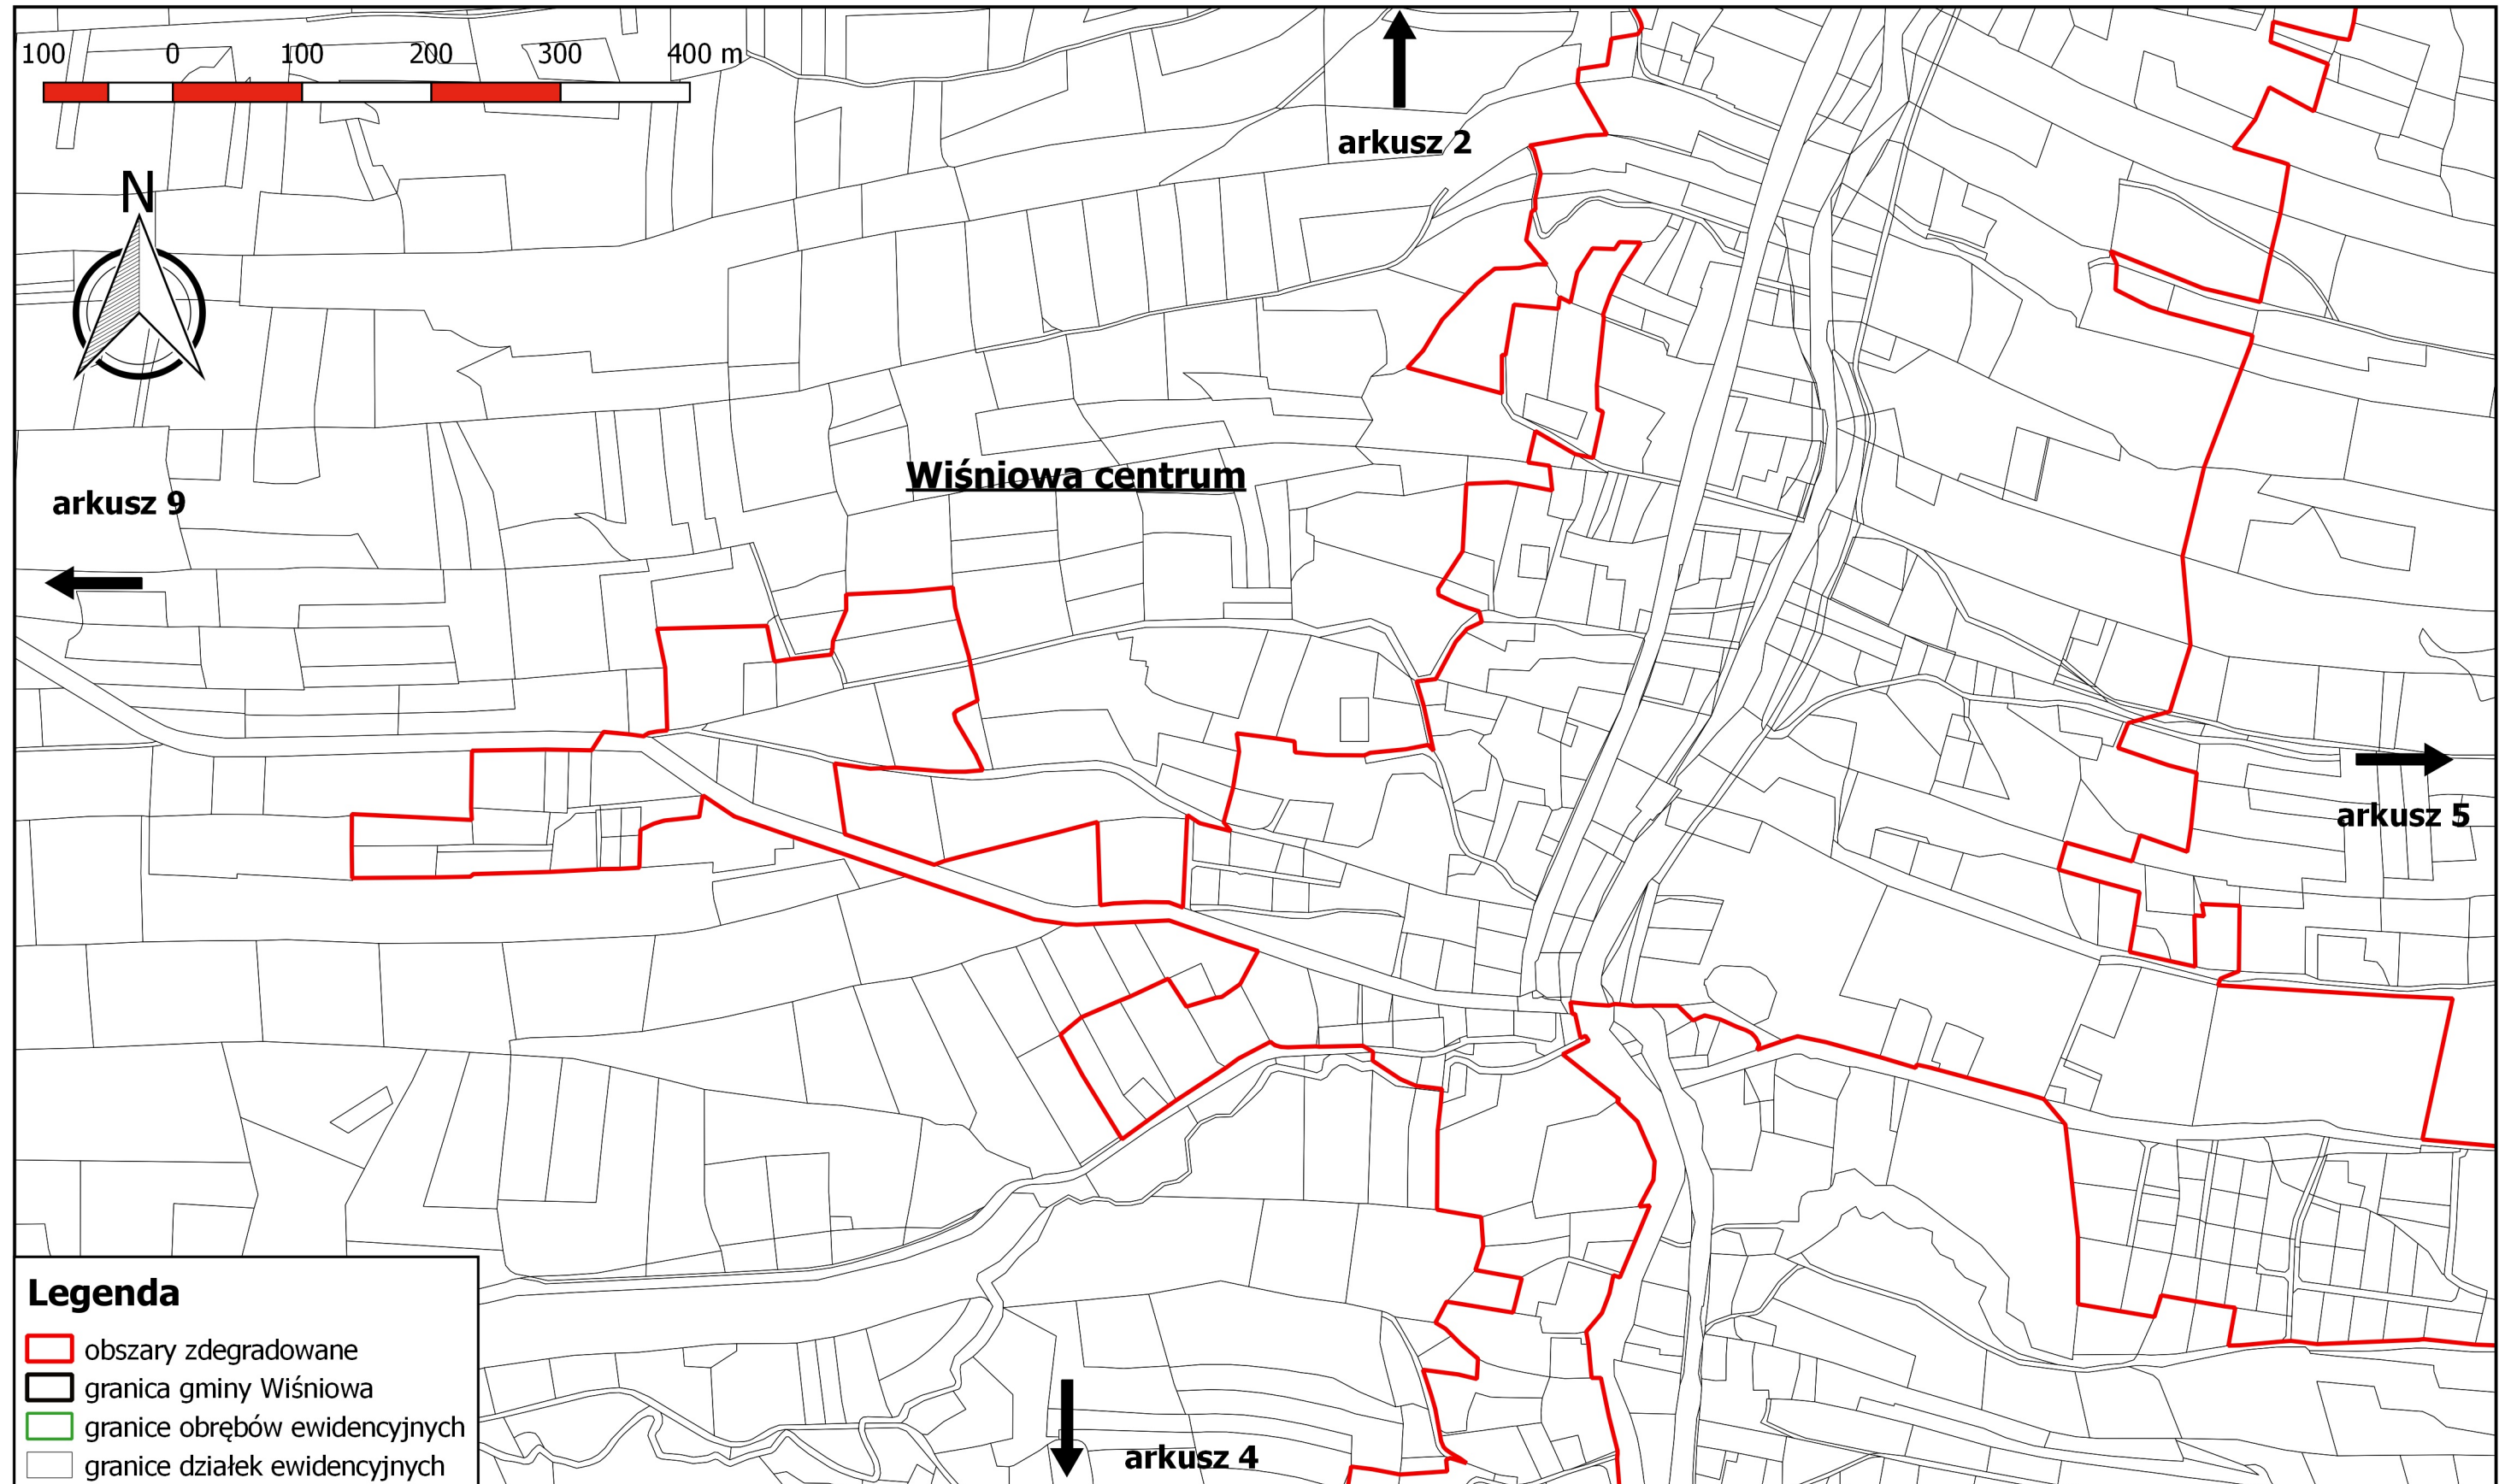 100 0 100 200 300 400 m
arkusz 2
N
Wiśniowa centrum
arkusz 9
arkusz 5
Legenda
obszary zdegradowane
granica gminy Wiśniowa
granice obrębów ewidencyjnych
granice działek ewidencyjnych
arkusz 4